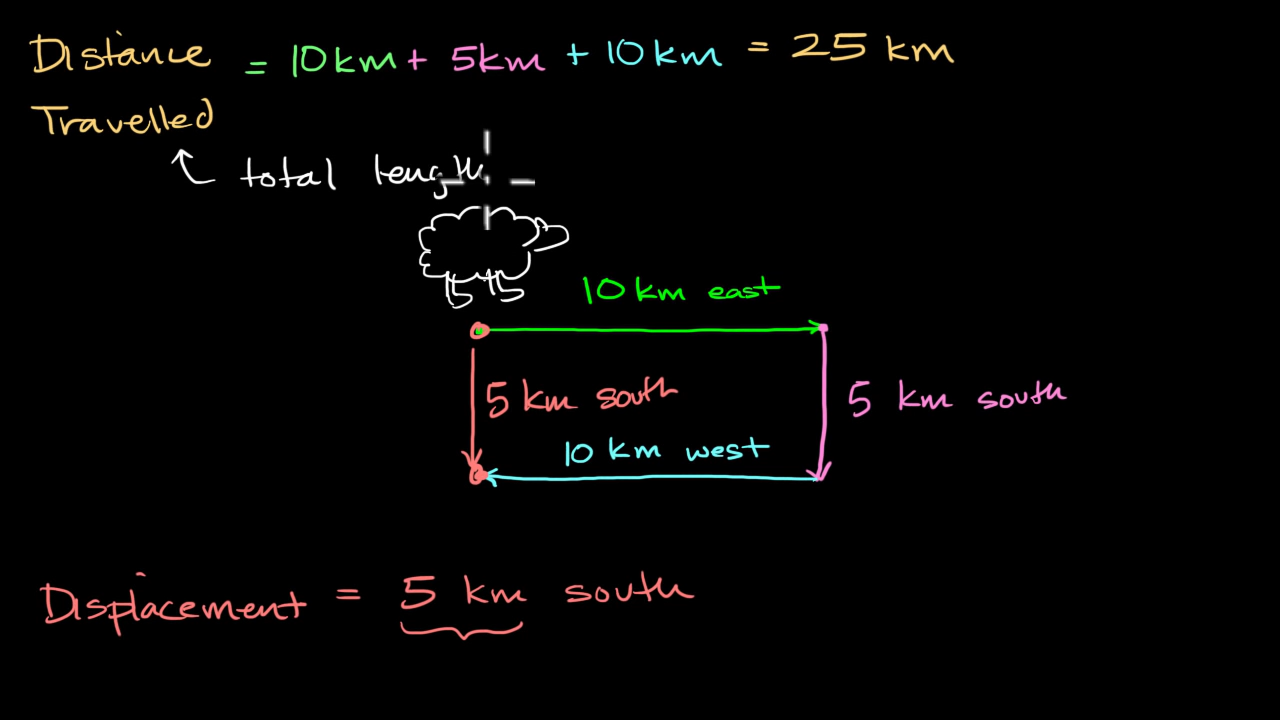 Distance = 10km + 5km + 10km = 25 km
Travelled
total length
10 km east
5 km south
5 km south
10 km west
Displacement = 5 km south